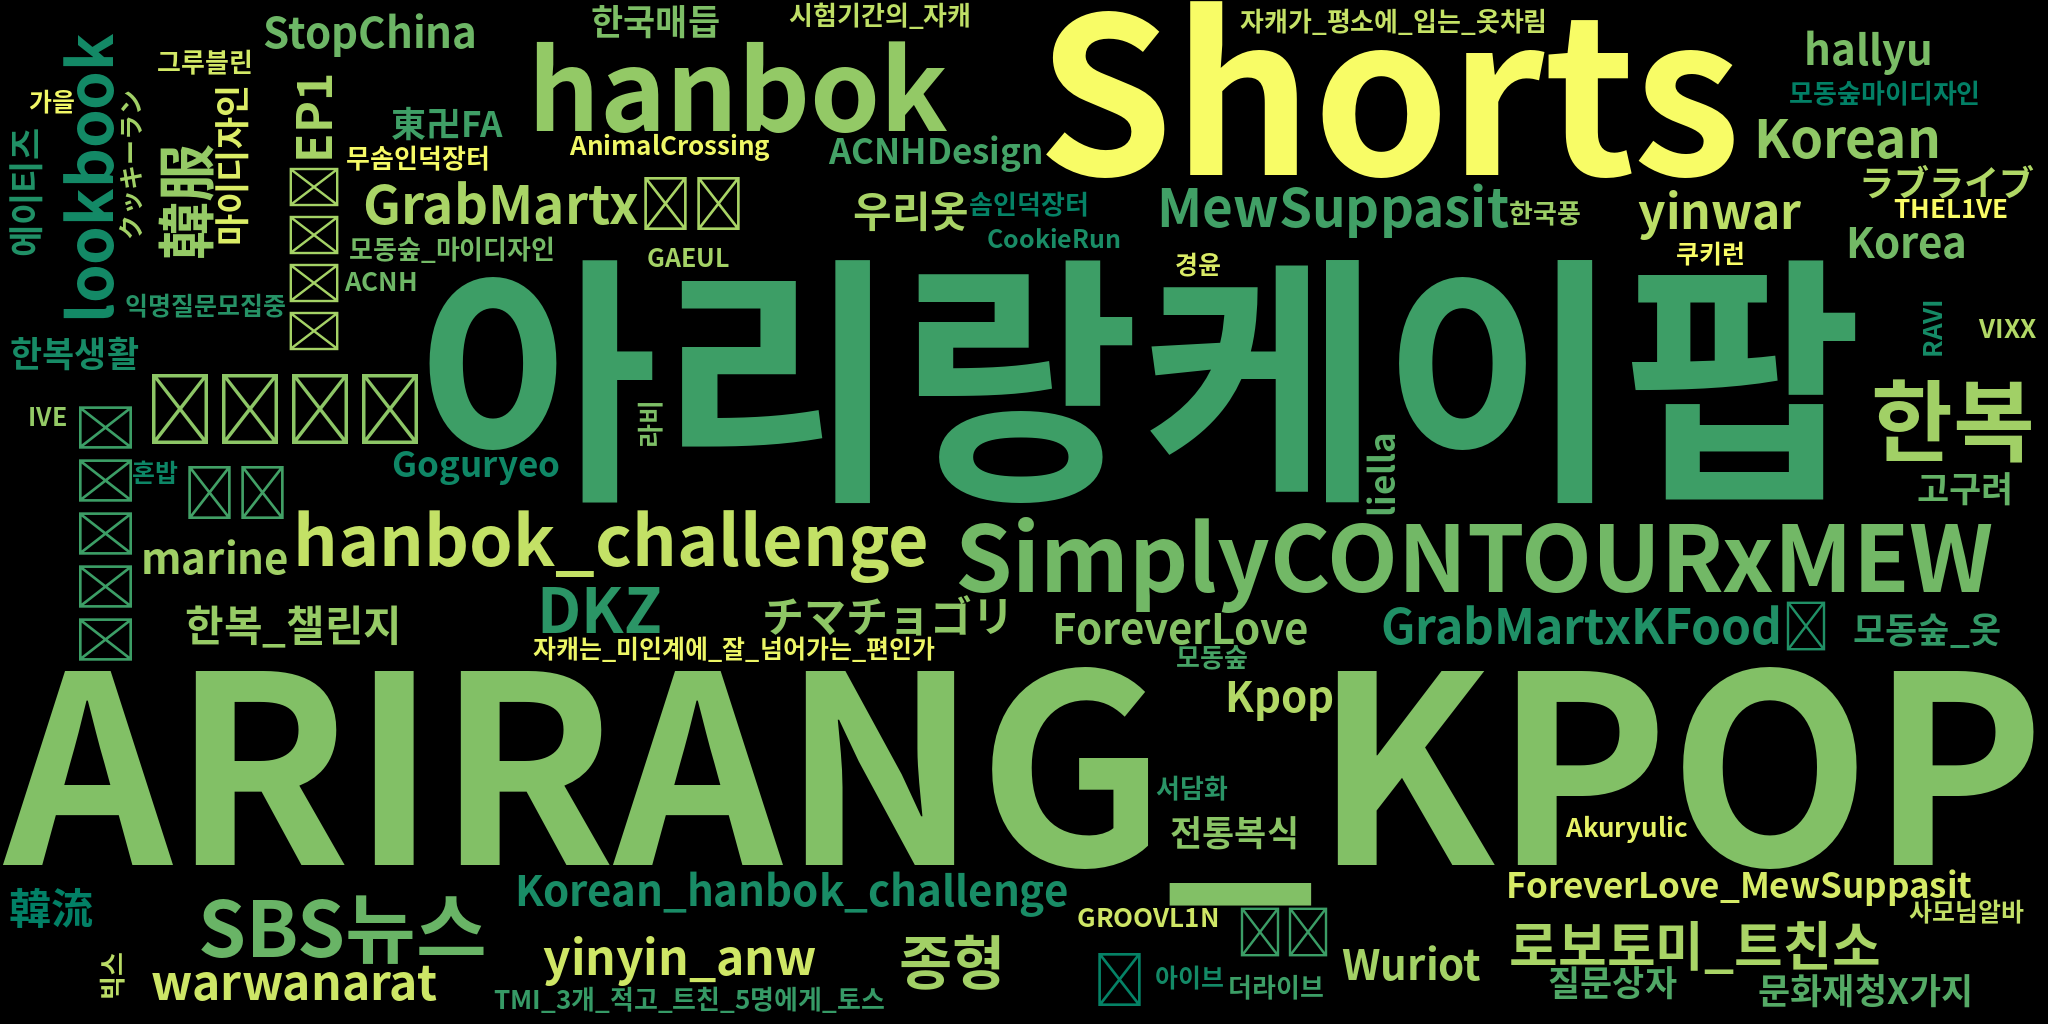 StopChina
한국매듭
시험기간의_자캐
Shorts
자캐가_평소에_입는_옷차림
hallyu
lookbook
그루블린
hanbok
모동숲마이디자인
가을
クッキーラン
마이디자인
EP1
東卍FA
AnimalCrossing
ACNHDesign
Korean
에이티즈
韓服
무솜인덕장터
GrabMartx
우리옷
솜인덕장터
MewSuppasit
한국풍
yinwar
ラブライブ
THEL1VE
모동숲_마이디자인
CookieRun
Korea
GAEUL
경윤
쿠키런
ACNH
익명질문모집중
아리랑케이팝
RAVI
VIXX
한복생활
IVE
라비
한복
혼밥
Goguryeo
liella
고구려
marine
hanbok_challenge
SimplyCONTOURxMEW
한복_챌린지
DKZ
チマチョゴリ
ForeverLove
GrabMartxKFood
모동숲_옷
자캐는_미인계에_잘_넘어가는_편인가
모동숲
Kpop
ARIRANG_KPOP
서담화
전통복식
Akuryulic
韓流
SBS뉴스
Korean_hanbok_challenge
ForeverLove_MewSuppasit
GROOVL1N
사모님알바
빅스
warwanarat
yinyin_anw
종형
Wuriot
로보토미_트친소
TMI_3개_적고_트친_5명에게_토스
아이브
더라이브
질문상자
문화재청X가지